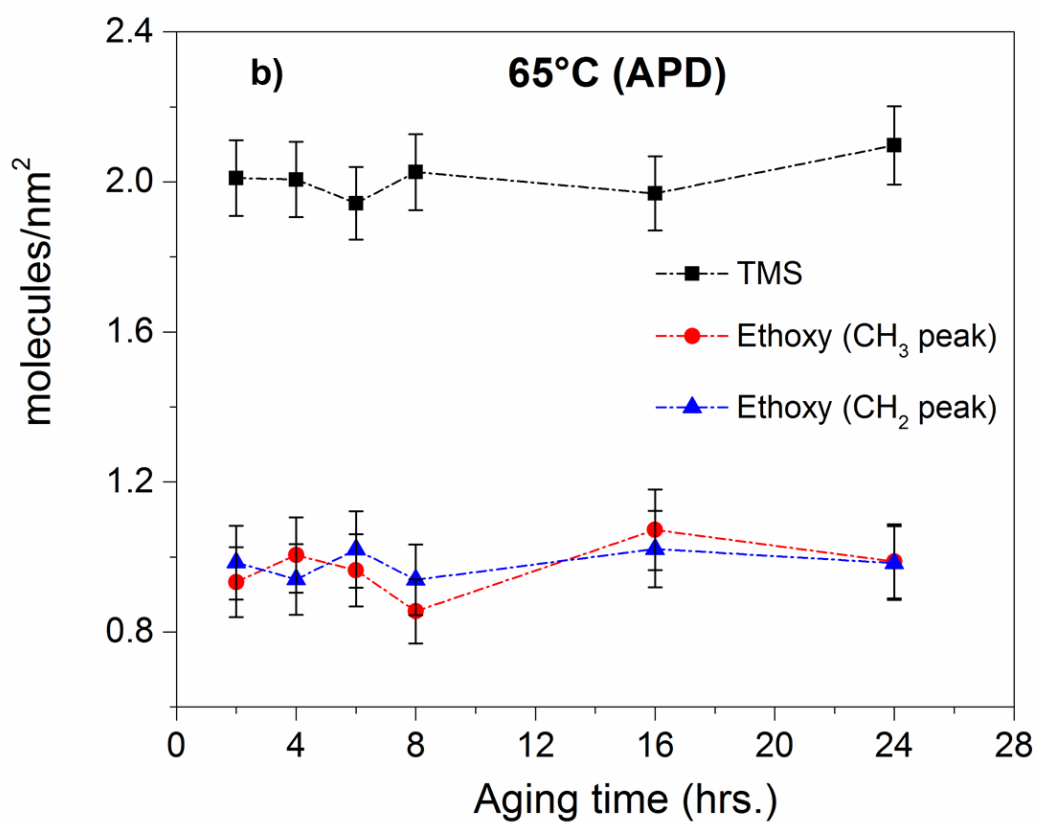 b) 65°C (APD)
2.4
2.0
1.6
1.2
0.8
molecules/nm²
TMS
Ethoxy (CH₃ peak)
Ethoxy (CH₂ peak)
0 4 8 12 16 20 24 28
Aging time (hrs.)